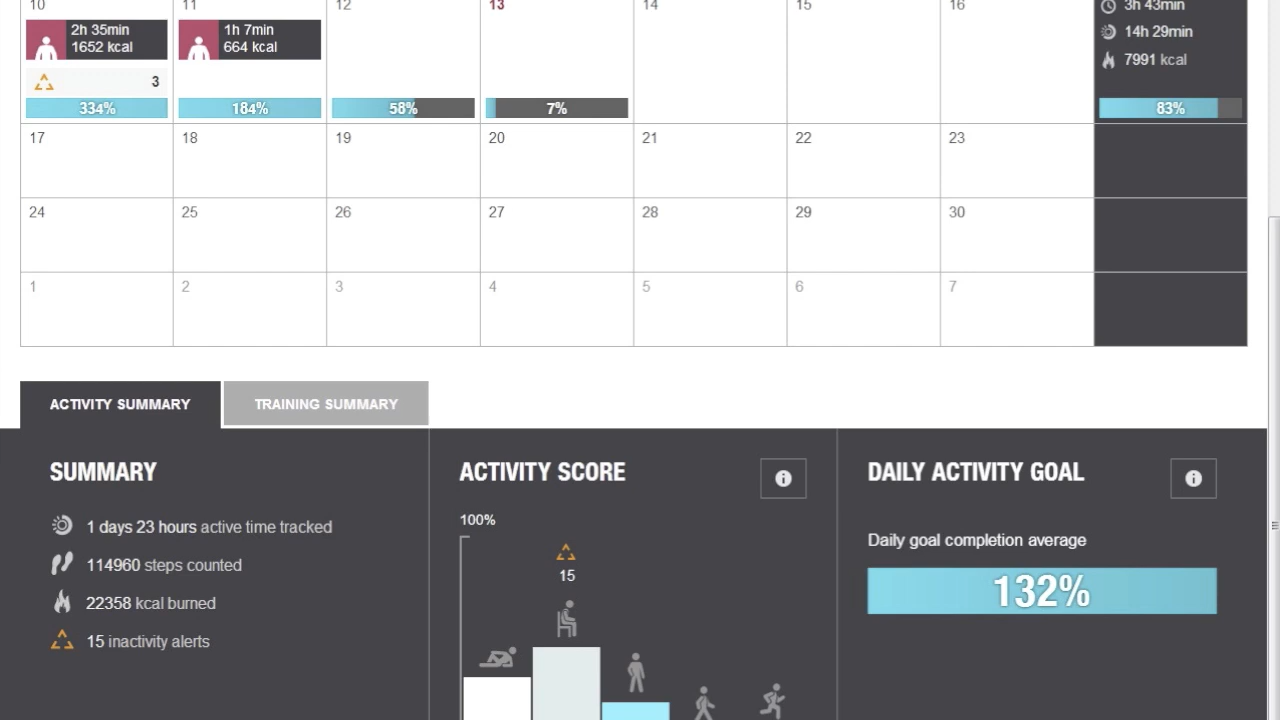 10 11 12 13 14 15 16
3h 43min
2h 35min
1652 kcal
1h 7min
664 kcal
14h 29min
7991 kcal
3
334% 184% 58% 7% 83%
17 18 19 20 21 22 23
24 25 26 27 28 29 30
1 2 3 4 5 6 7
ACTIVITY SUMMARY
TRAINING SUMMARY
SUMMARY
1 days 23 hours active time tracked
114960 steps counted
22358 kcal burned
15 inactivity alerts
ACTIVITY SCORE
100%
15
DAILY ACTIVITY GOAL
Daily goal completion average
132%